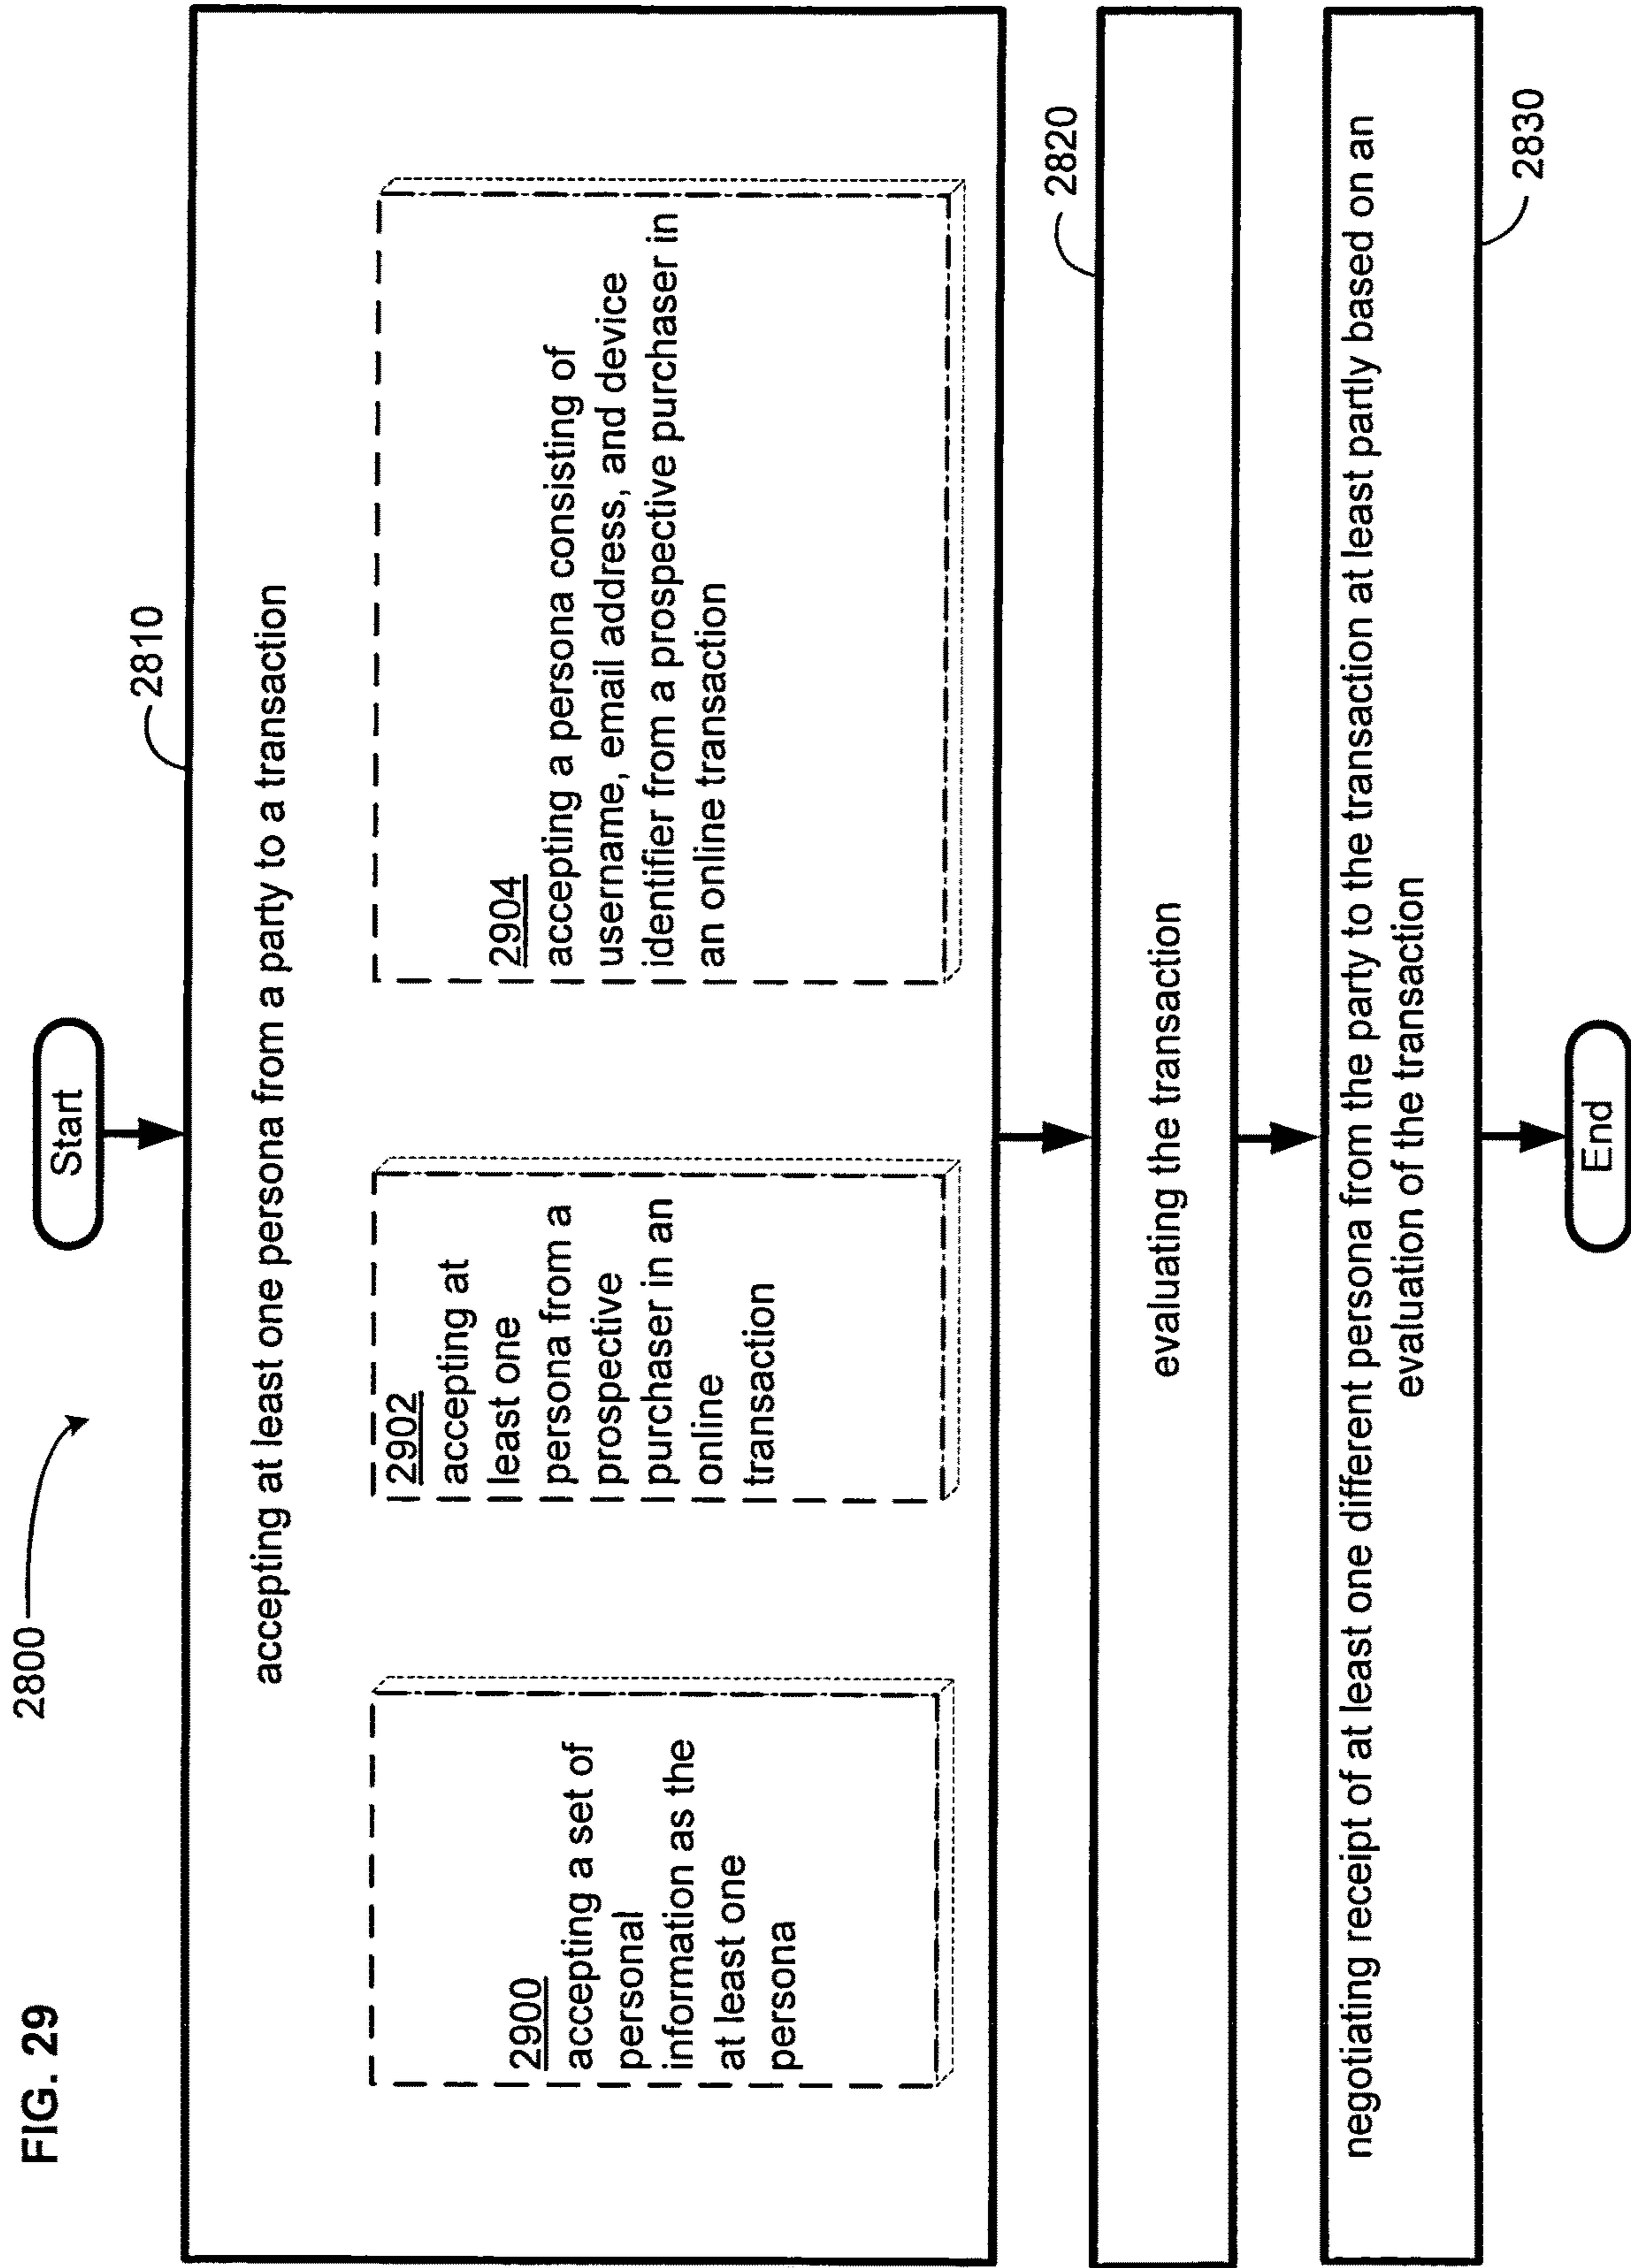 FIG. 29
2800
Start
2810
accepting at least one persona from a party to a transaction
2900
accepting a set of
personal
information as the
at least one
persona
2902
accepting at
least one
persona from a
prospective
purchaser in an
online
transaction
2904
accepting a persona consisting of
username, email address, and device
identifier from a prospective purchaser in
an online transaction
2820
evaluating the transaction
negotiating receipt of at least one different persona from the party to the transaction at least partly based on an
evaluation of the transaction
2830
End